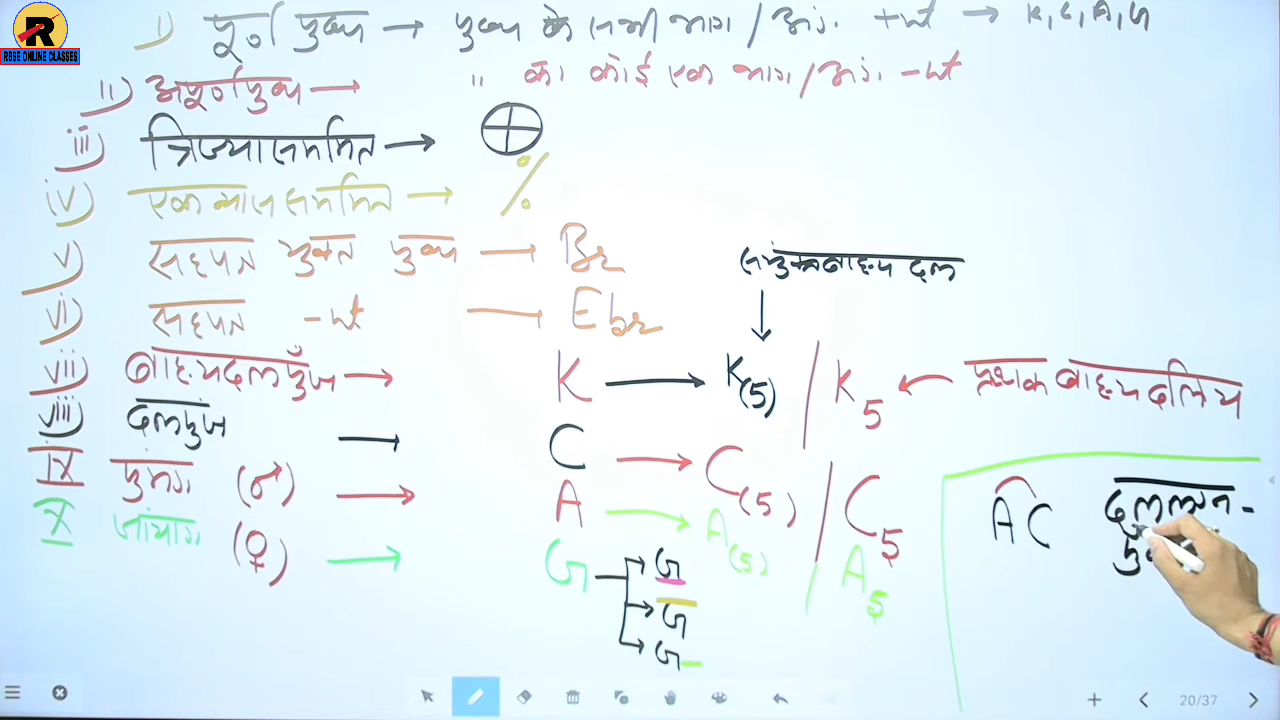 R
RBSE ONLINE CLASSES
i) पूर्ण पुष्प → पुष्प के सभी भाग/अंग +nt → K, C, A, G
ii) अपूर्ण पुष्प → " का कोई एक भाग/अंग -nt
iii) त्रिज्यासममित → ⊕
iv) एकव्याससममित → %
v) सहपत्र युक्त पुष्प → Br
vi) सहपत्र -nt → Ebr
संयुक्तबाह्य दल
vii) बाह्यदलपुंज → K → K(5) / K5 ← पृथक बाह्यदलिय
viii) दलपुंज → C → C(5) / C5
IX पुमंग (♂) → A → A(5) / A5
X जायांग (♀) → G → G
G
G-
AC दललग्न-
20/37